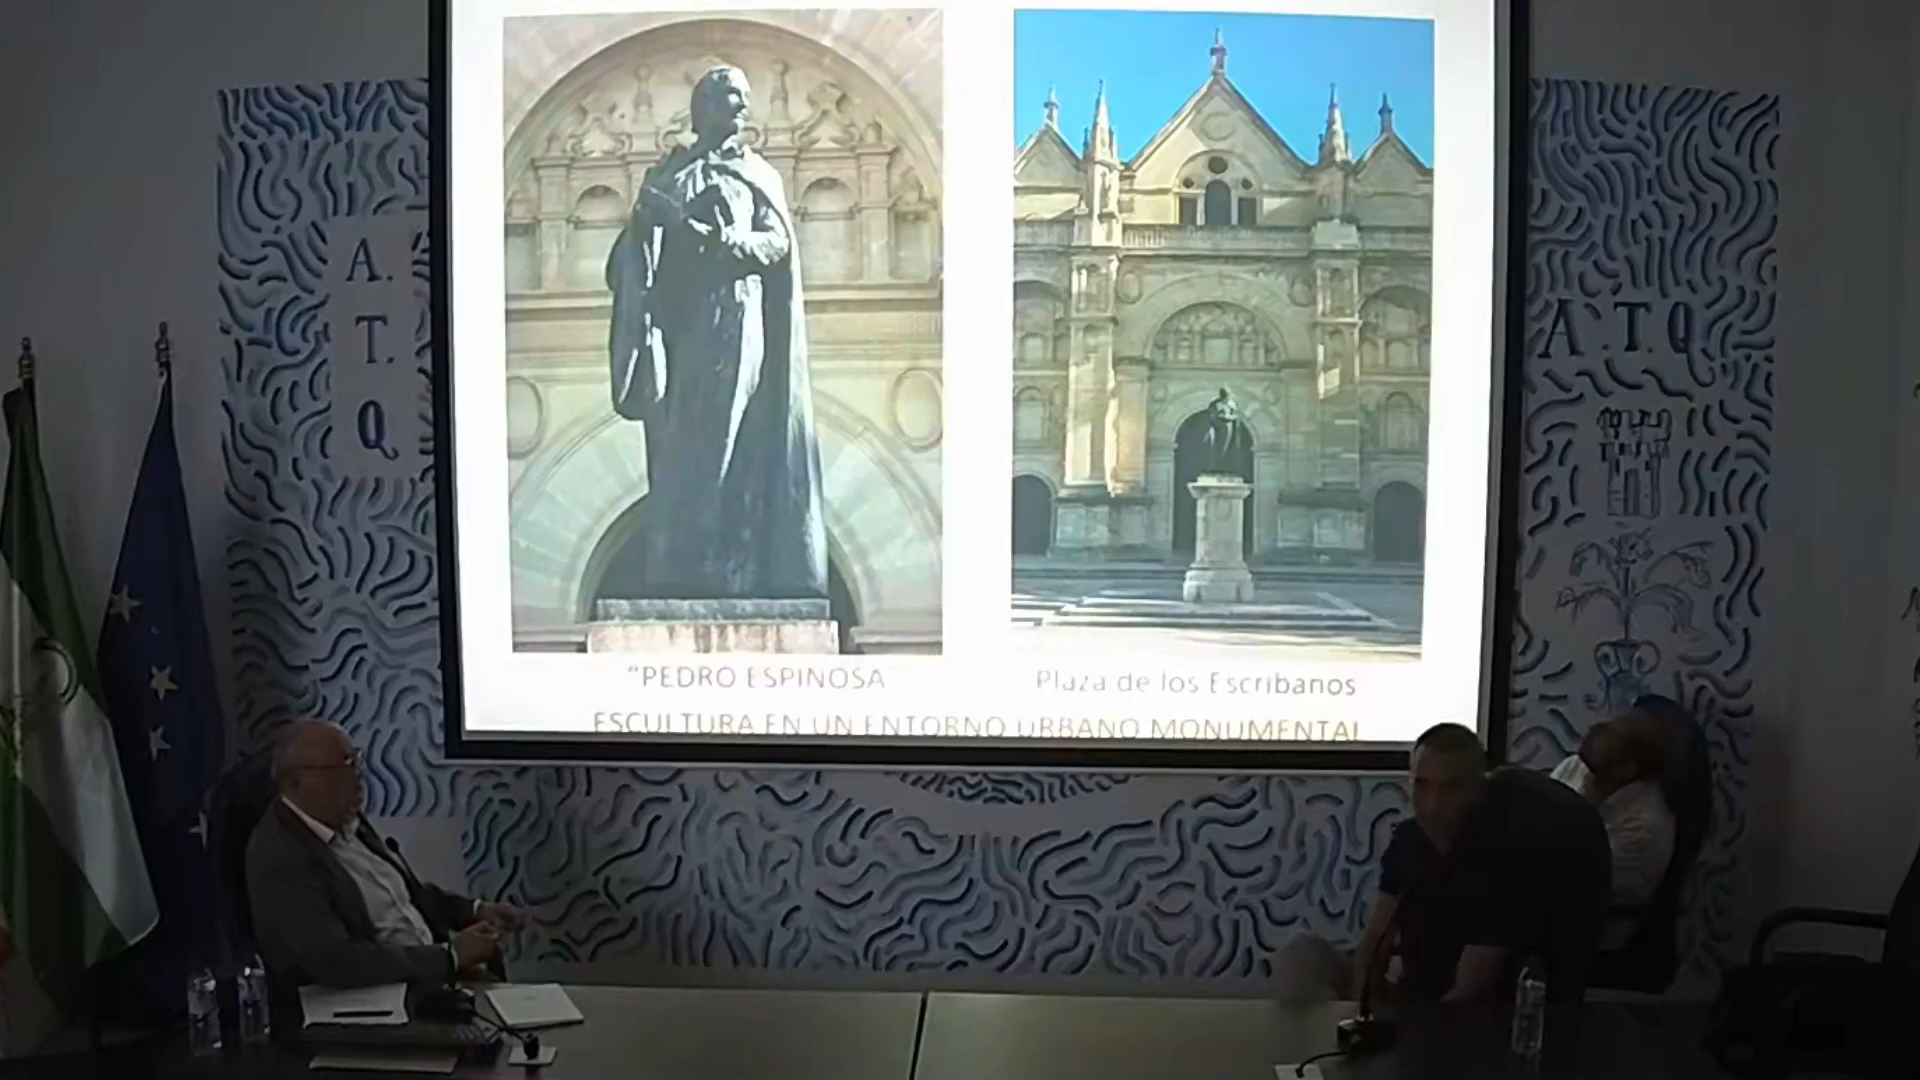 A.
T.
Q
A.T.Q
"PEDRO ESPINOSA
Plaza de los Escribanos
ESCULTURA EN UN ENTORNO URBANO MONUMENTAL